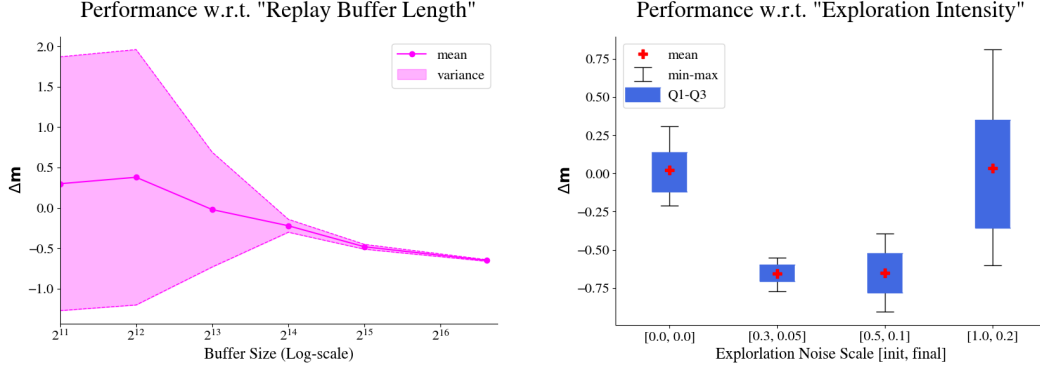 Performance w.r.t. "Replay Buffer Length"
2.0
1.5
1.0
0.5
0.0
−0.5
−1.0
Δm
mean
variance
2^11
2^12
2^13
2^14
2^15
2^16
Buffer Size (Log-scale)
Performance w.r.t. "Exploration Intensity"
0.75
0.50
0.25
0.00
−0.25
−0.50
−0.75
Δm
mean
min-max
Q1-Q3
[0.0, 0.0]
[0.3, 0.05]
[0.5, 0.1]
[1.0, 0.2]
Explorlation Noise Scale [init, final]